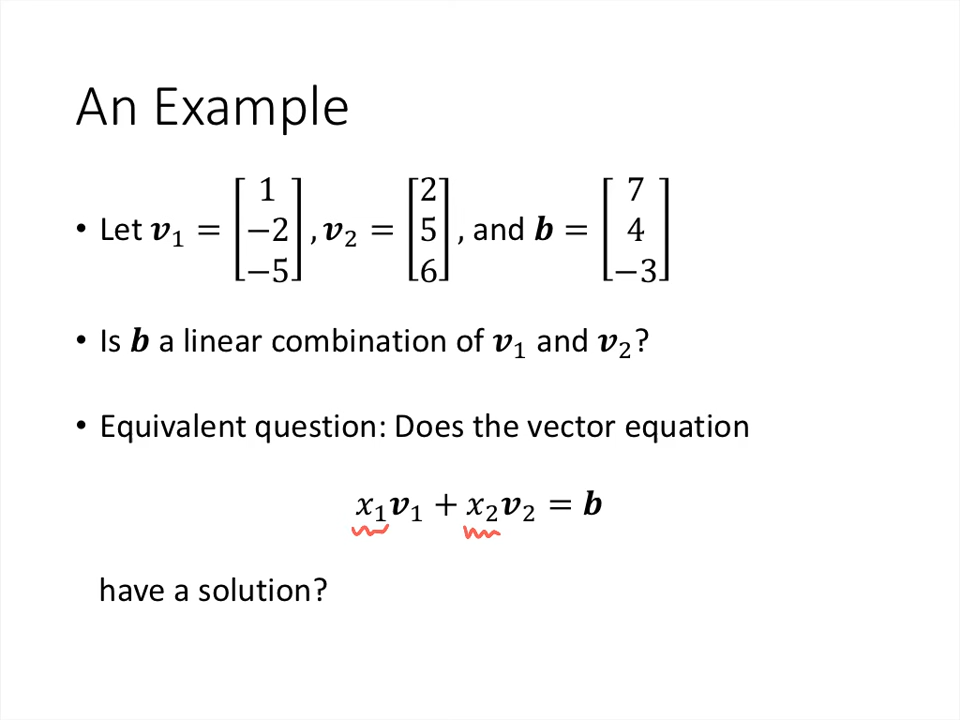 An Example
• Let 𝒗₁ = [1 −2 −5], 𝒗₂ = [2 5 6], and 𝒃 = [7 4 −3]
• Is 𝒃 a linear combination of 𝒗₁ and 𝒗₂?
• Equivalent question: Does the vector equation
𝑥₁𝒗₁ + 𝑥₂𝒗₂ = 𝒃
have a solution?